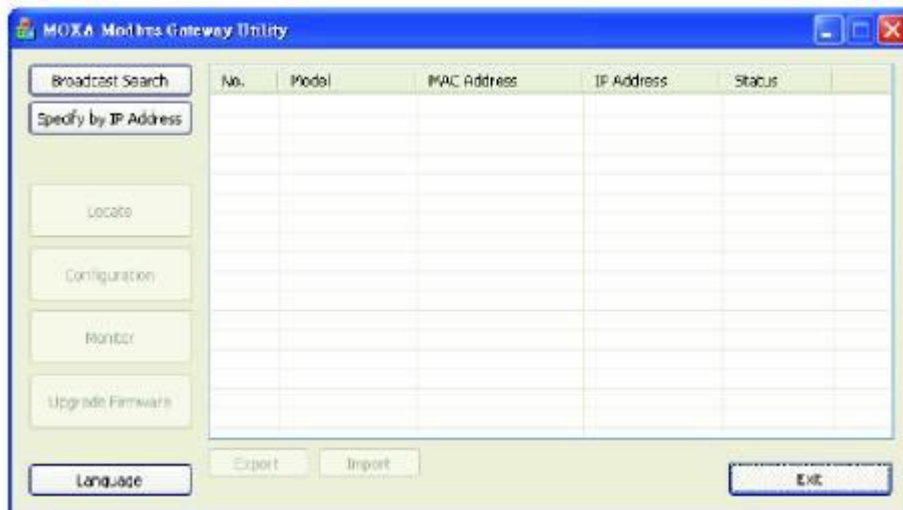 MOXA Modbus Gateway Utility
Broadcast Search
Specify by IP Address
No. Model MAC Address IP Address Status
Locate
Configuration
Monitor
Upgrade Firmware
Export Import
Language
Exit